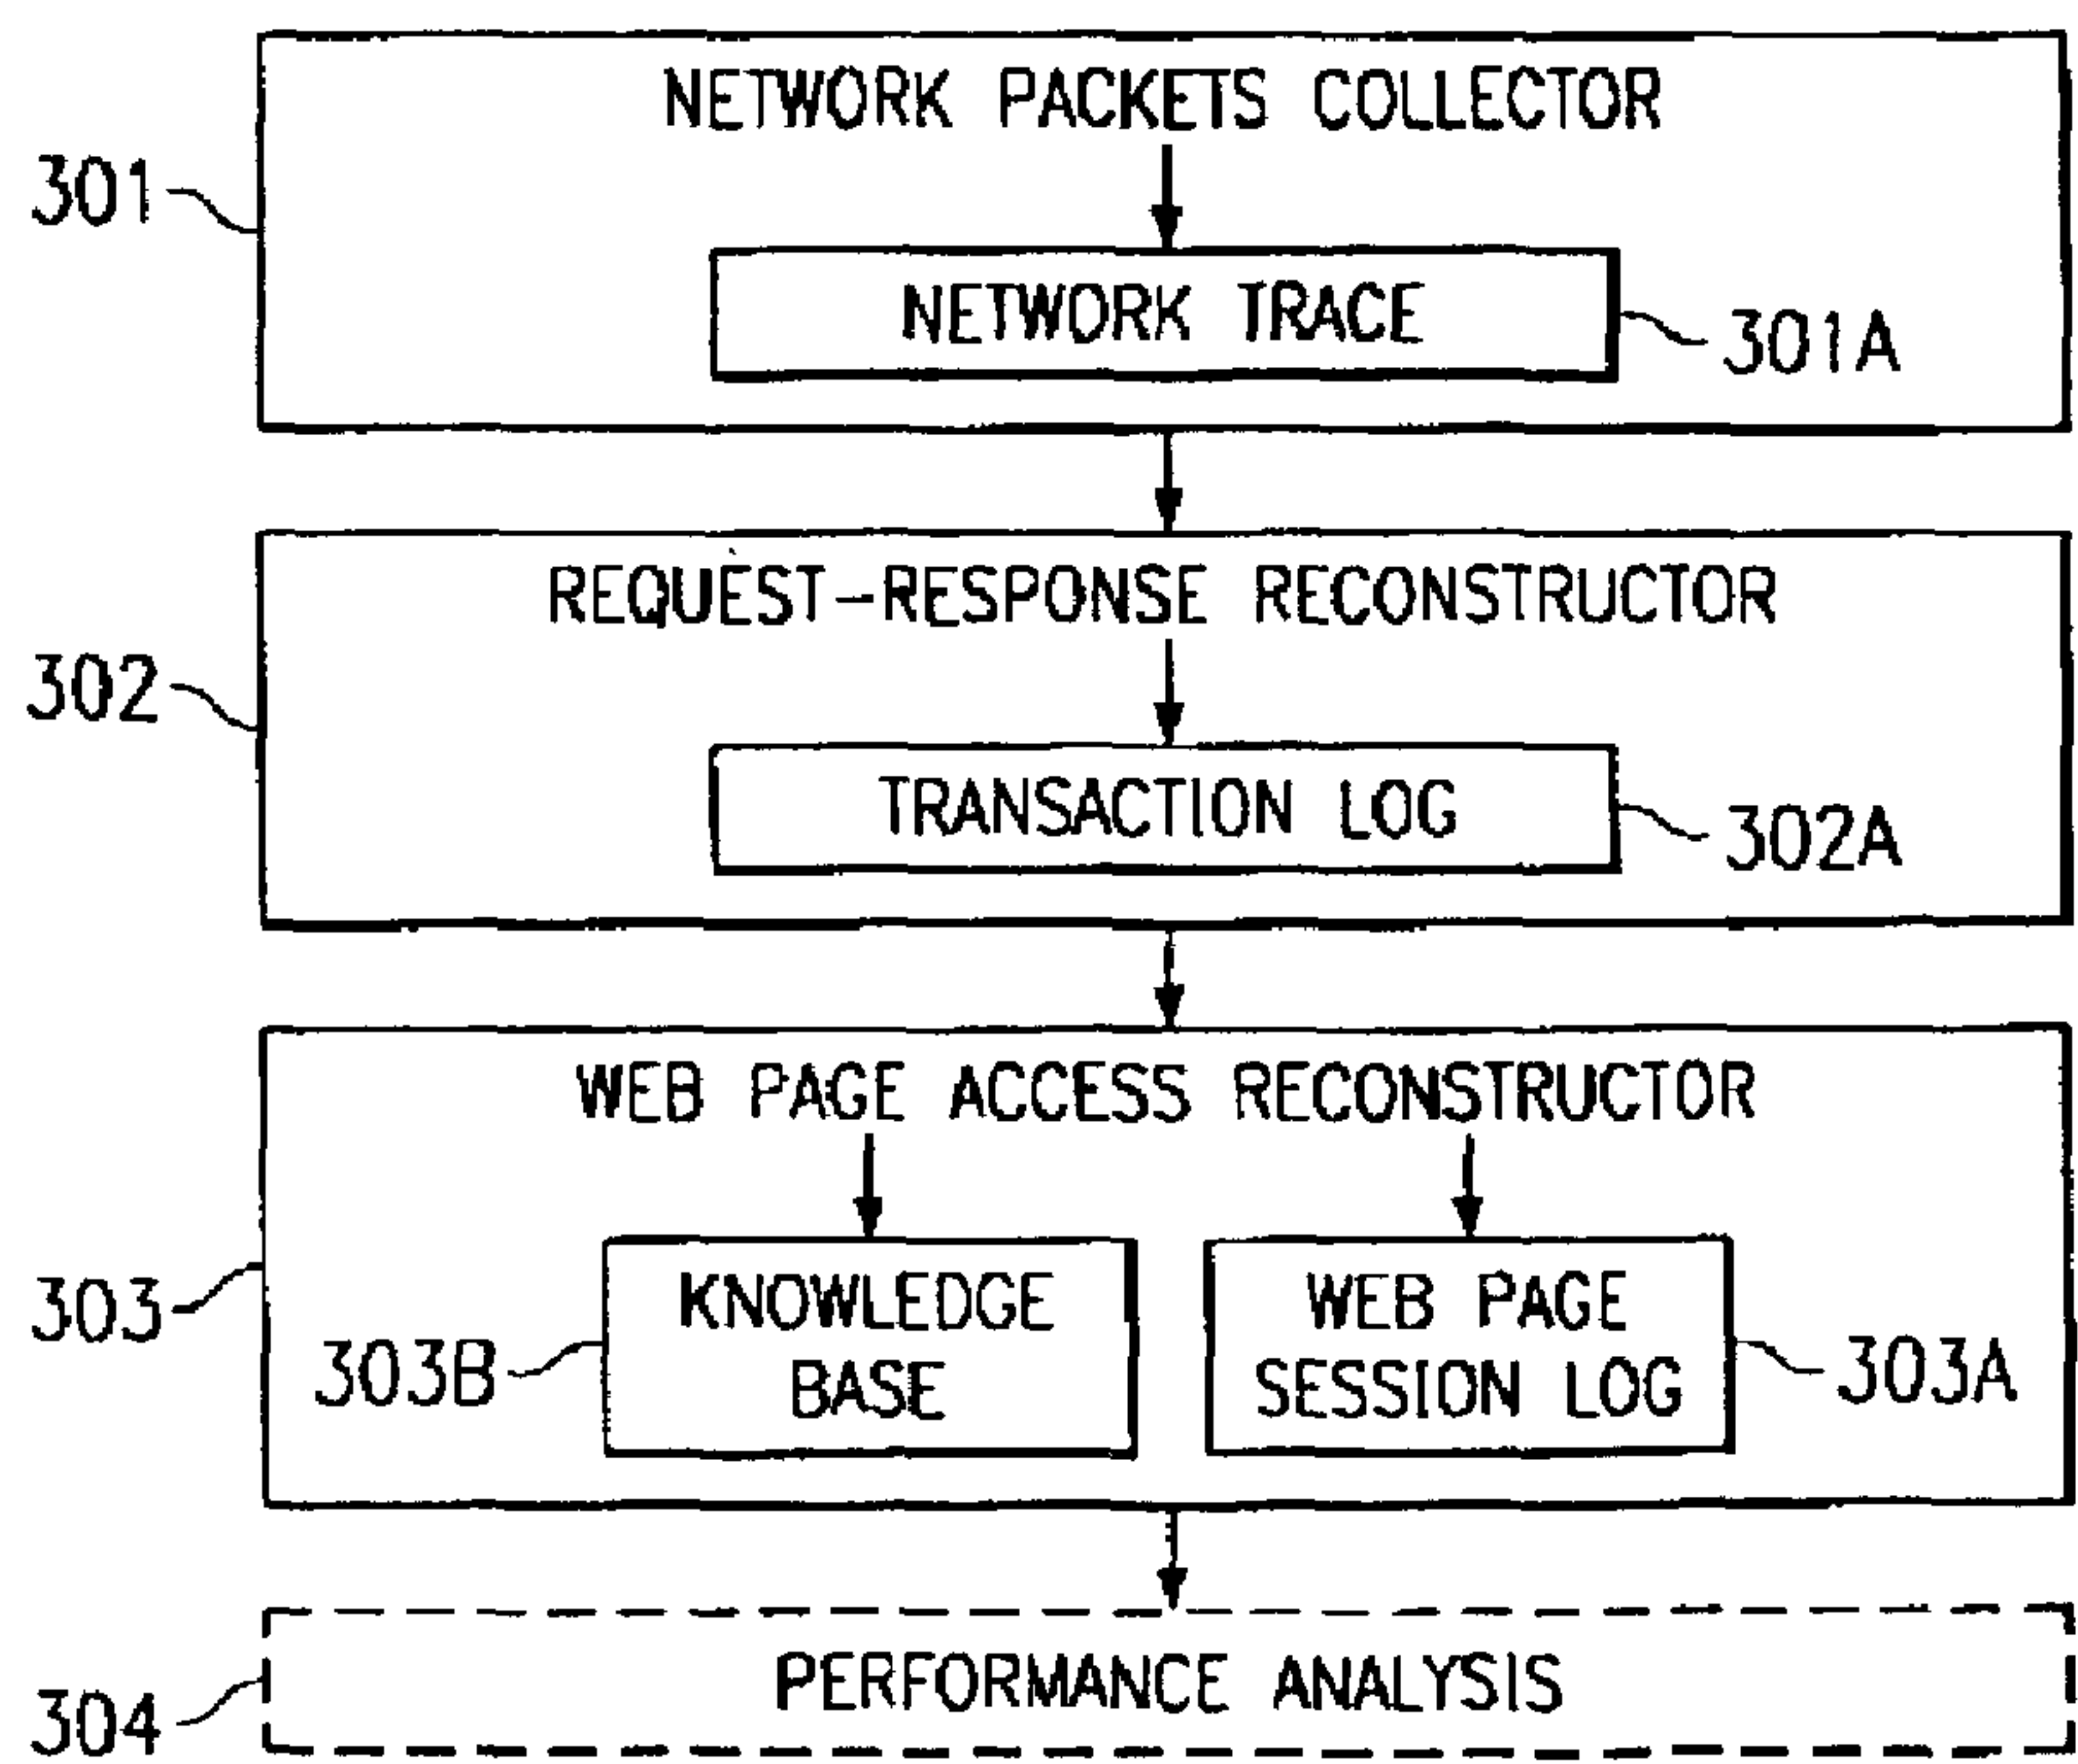 NETWORK PACKETS COLLECTOR
301
NETWORK TRACE
301A
REQUEST-RESPONSE RECONSTRUCTOR
302
TRANSACTION LOG
302A
WEB PAGE ACCESS RECONSTRUCTOR
303
303B
KNOWLEDGE
BASE
WEB PAGE
SESSION LOG
303A
PERFORMANCE ANALYSIS
304